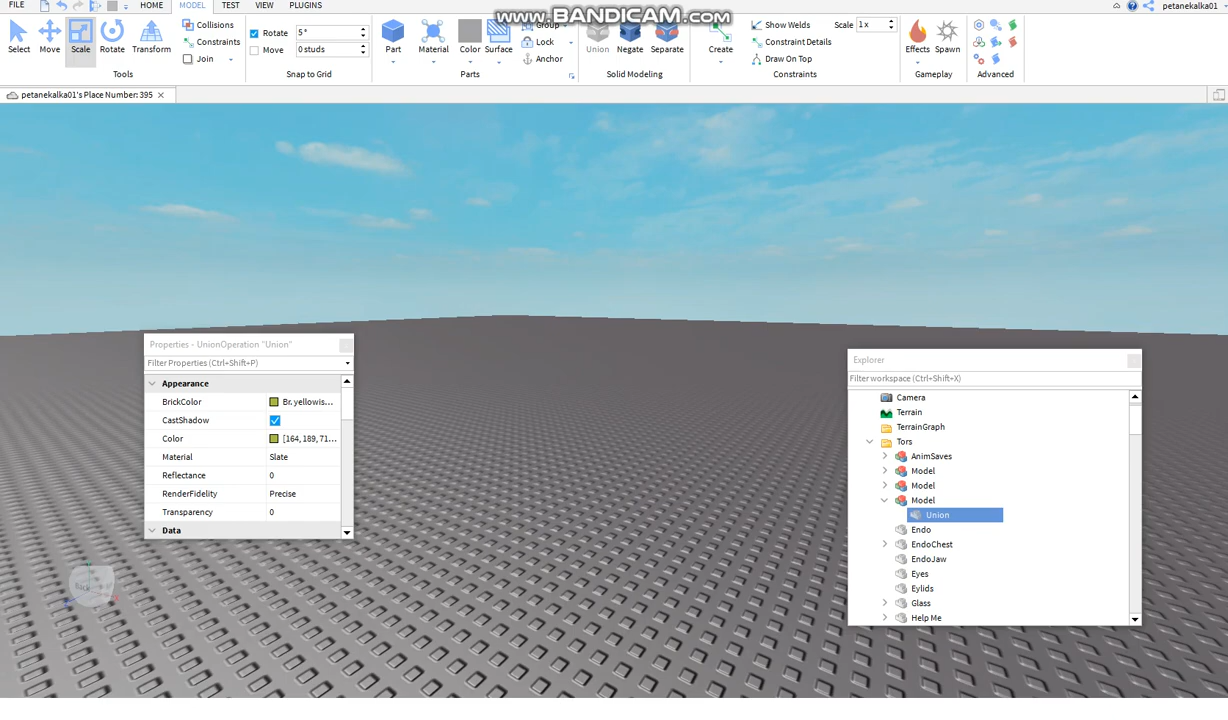 FILE HOME MODEL TEST VIEW PLUGINS petanekalka01
www.BANDICAM.com
Select Move Scale Rotate Transform
Collisions
Constraints
Join
Tools
Rotate 5 °
Move 0 studs
Snap to Grid
Part Material Color Surface
Group
Lock
Anchor
Parts
Union Negate Separate
Solid Modeling
Create
Show Welds Scale 1 x
Constraint Details
Draw On Top
Constraints
Effects Spawn
Gameplay
Advanced
petanekalka01's Place Number: 395
Back
Properties - UnionOperation "Union"
Filter Properties (Ctrl+Shift+P)
Appearance
BrickColor Br. yellowis...
CastShadow
Color [164, 189, 71...
Material Slate
Reflectance 0
RenderFidelity Precise
Transparency 0
Data
Explorer
Filter workspace (Ctrl+Shift+X)
Camera
Terrain
TerrainGraph
Tors
AnimSaves
Model
Model
Model
Union
Endo
EndoChest
EndoJaw
Eyes
Eylids
Glass
Help Me